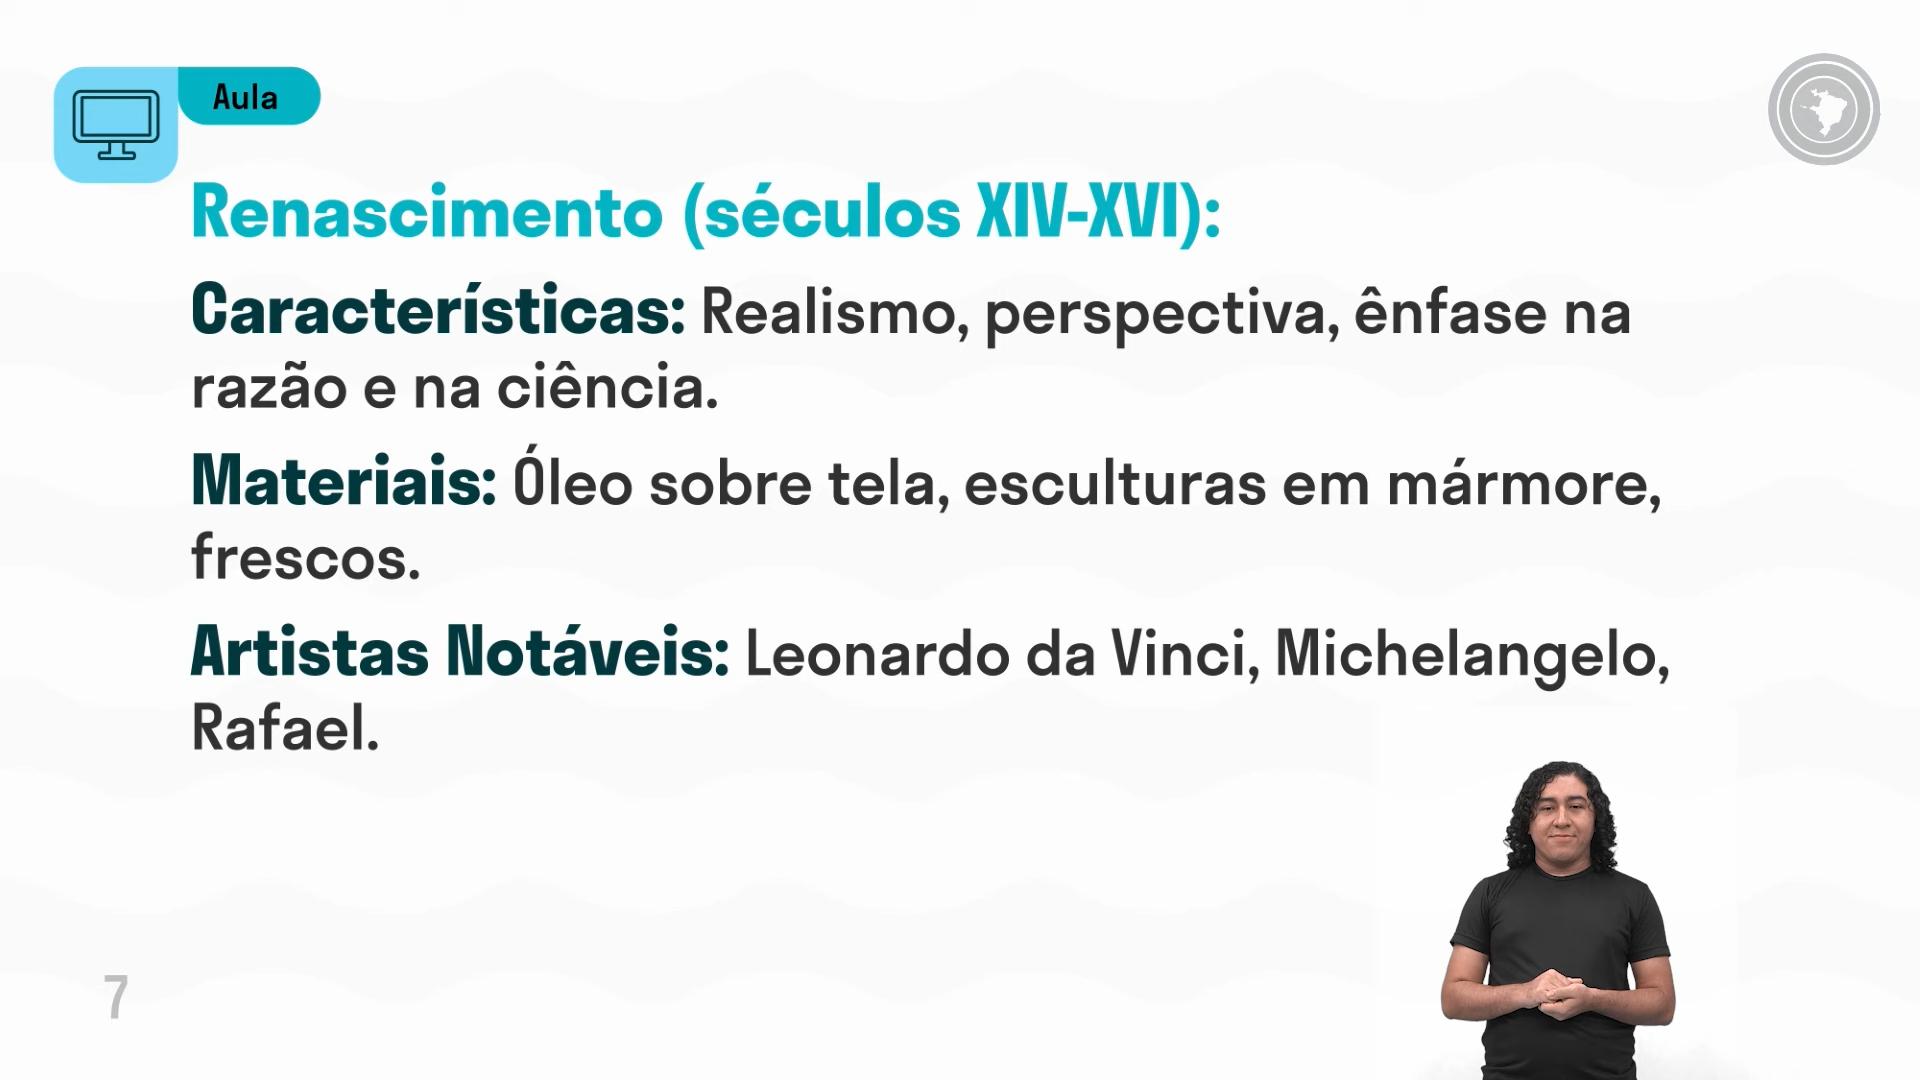 Aula
Renascimento (séculos XIV-XVI):
Características: Realismo, perspectiva, ênfase na
razão e na ciência.
Materiais: Óleo sobre tela, esculturas em mármore,
frescos.
Artistas Notáveis: Leonardo da Vinci, Michelangelo,
Rafael.
7